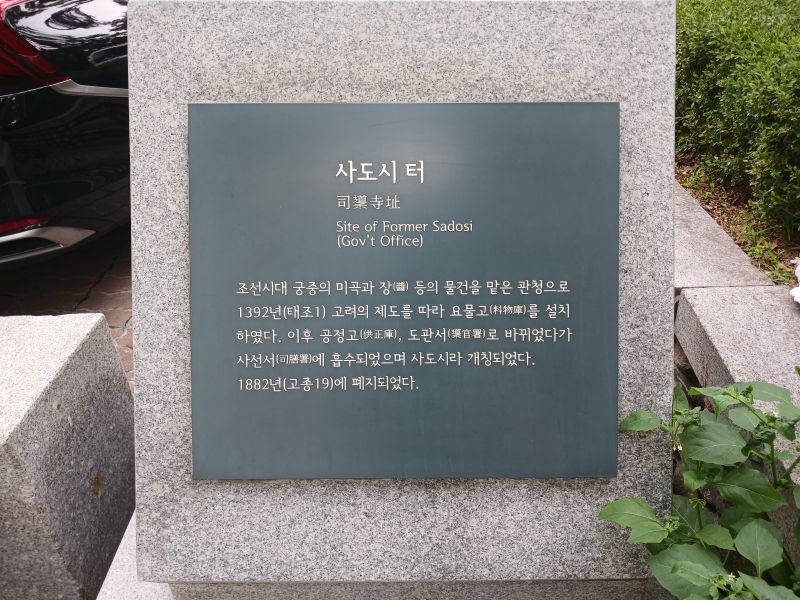 사도시 터
司䆃寺址
Site of Former Sadosi
(Gov't Office)
조선시대 궁중의 미곡과 장(醬) 등의 물건을 맡은 관청으로
1392년(태조1) 고려의 제도를 따라 요물고(料物庫)를 설치
하였다. 이후 공정고(供正庫), 도관서(䆃官署)로 바뀌었다가
사선서(司膳署)에 흡수되었으며 사도시라 개칭되었다.
1882년(고종19)에 폐지되었다.